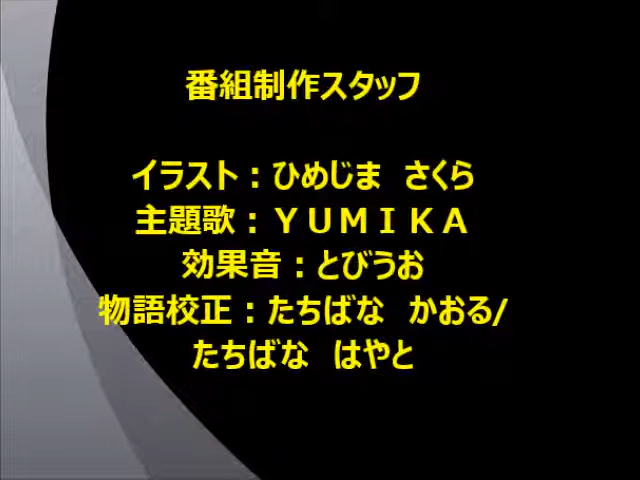 番組制作スタッフ
イラスト：ひめじま　さくら
主題歌：ＹＵＭＩＫＡ
効果音：とびうお
物語校正：たちばな　かおる/
たちばな　はやと